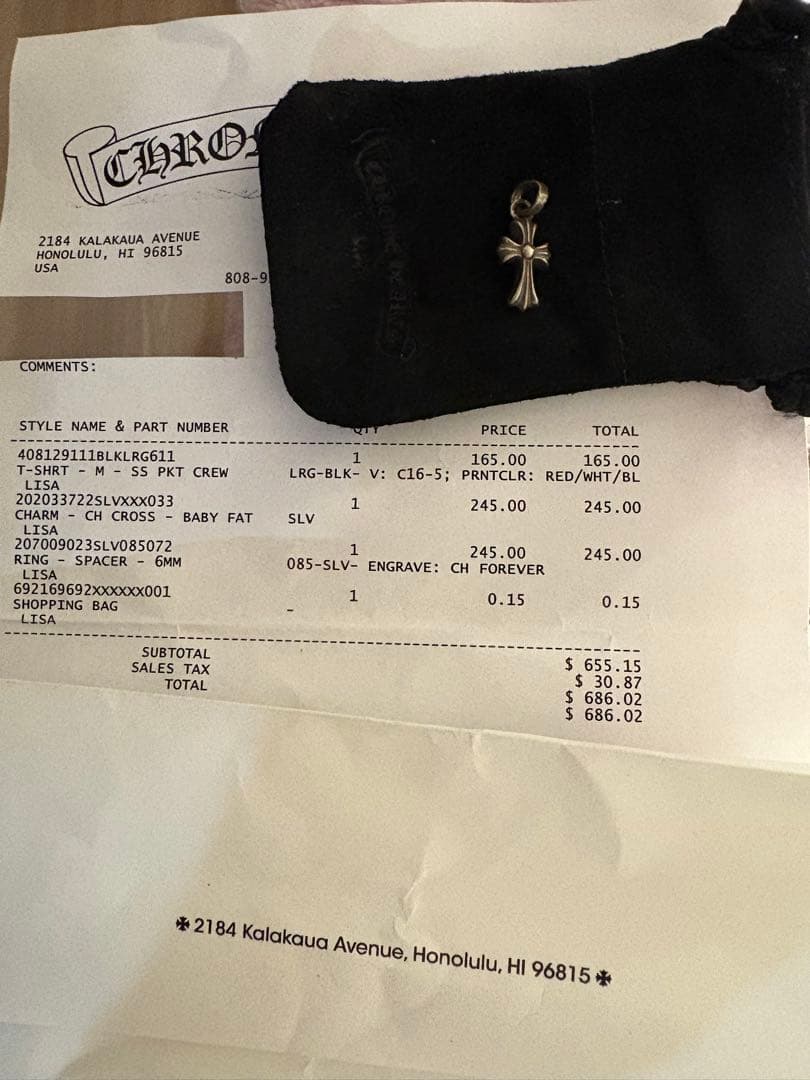 CHRO
2184 KALAKAUA AVENUE
HONOLULU, HI 96815
USA
808-9
COMMENTS:
STYLE NAME & PART NUMBER QTY PRICE TOTAL
408129111BLKLRG611 1 165.00 165.00
T-SHRT - M - SS PKT CREW LRG-BLK- V: C16-5; PRNTCLR: RED/WHT/BL
LISA
202033722SLVXXX033 1 245.00 245.00
CHARM - CH CROSS - BABY FAT SLV
LISA
207009023SLV085072 1 245.00 245.00
RING - SPACER - 6MM 085-SLV- ENGRAVE: CH FOREVER
LISA
692169692XXXXXX001 1 0.15 0.15
SHOPPING BAG -
LISA
SUBTOTAL $ 655.15
SALES TAX $ 30.87
TOTAL $ 686.02
$ 686.02
✠ 2184 Kalakaua Avenue, Honolulu, HI 96815 ✠